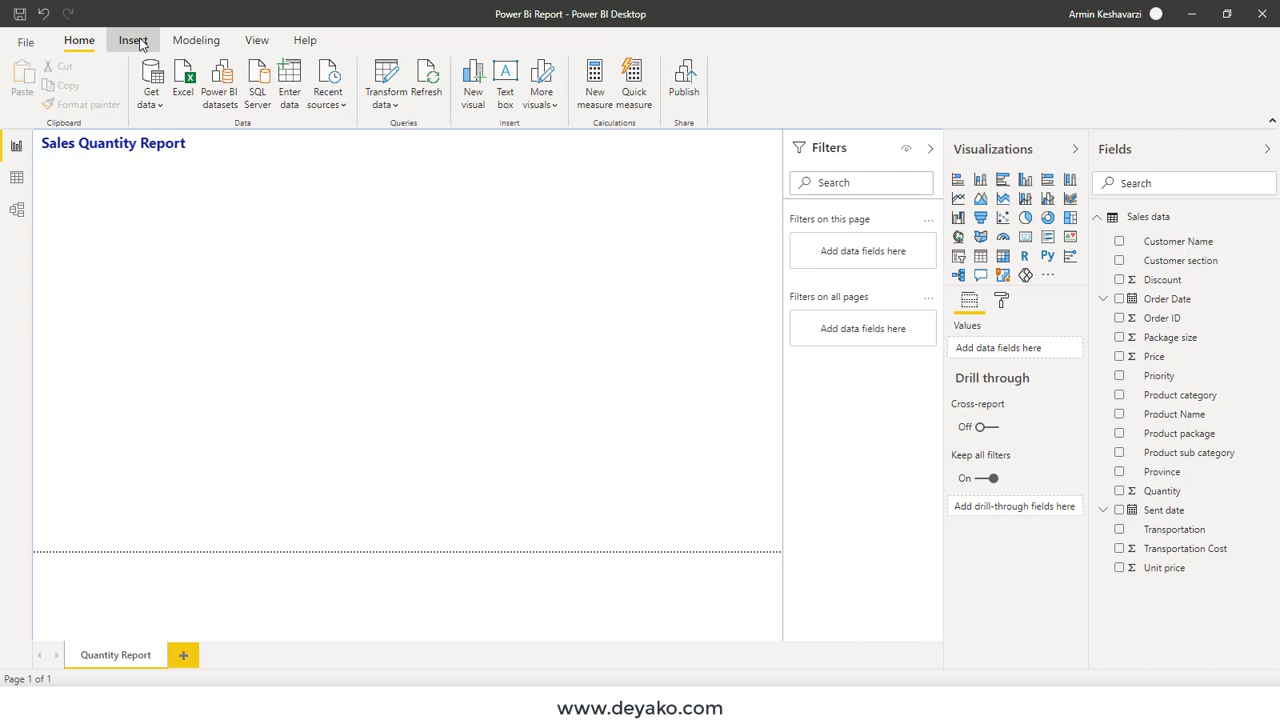 Power Bi Report - Power BI Desktop
Armin Keshavarzi
File
Home
Insert
Modeling
View
Help
Paste
Cut
Copy
Format painter
Clipboard
Get data
Excel
Power BI datasets
SQL Server
Enter data
Recent sources
Data
Transform data
Refresh
Queries
New visual
Text box
More visuals
Insert
New measure
Quick measure
Calculations
Publish
Share
Sales Quantity Report
Filters
Search
Filters on this page
...
Add data fields here
Filters on all pages
...
Add data fields here
Visualizations
R
Py
...
Values
Add data fields here
Drill through
Cross-report
Off
Keep all filters
On
Add drill-through fields here
Fields
Search
Sales data
Customer Name
Customer section
Σ Discount
Order Date
Σ Order ID
Σ Package size
Σ Price
Priority
Product category
Product Name
Product package
Product sub category
Province
Σ Quantity
Sent date
Transportation
Σ Transportation Cost
Σ Unit price
Quantity Report
Page 1 of 1
www.deyako.com